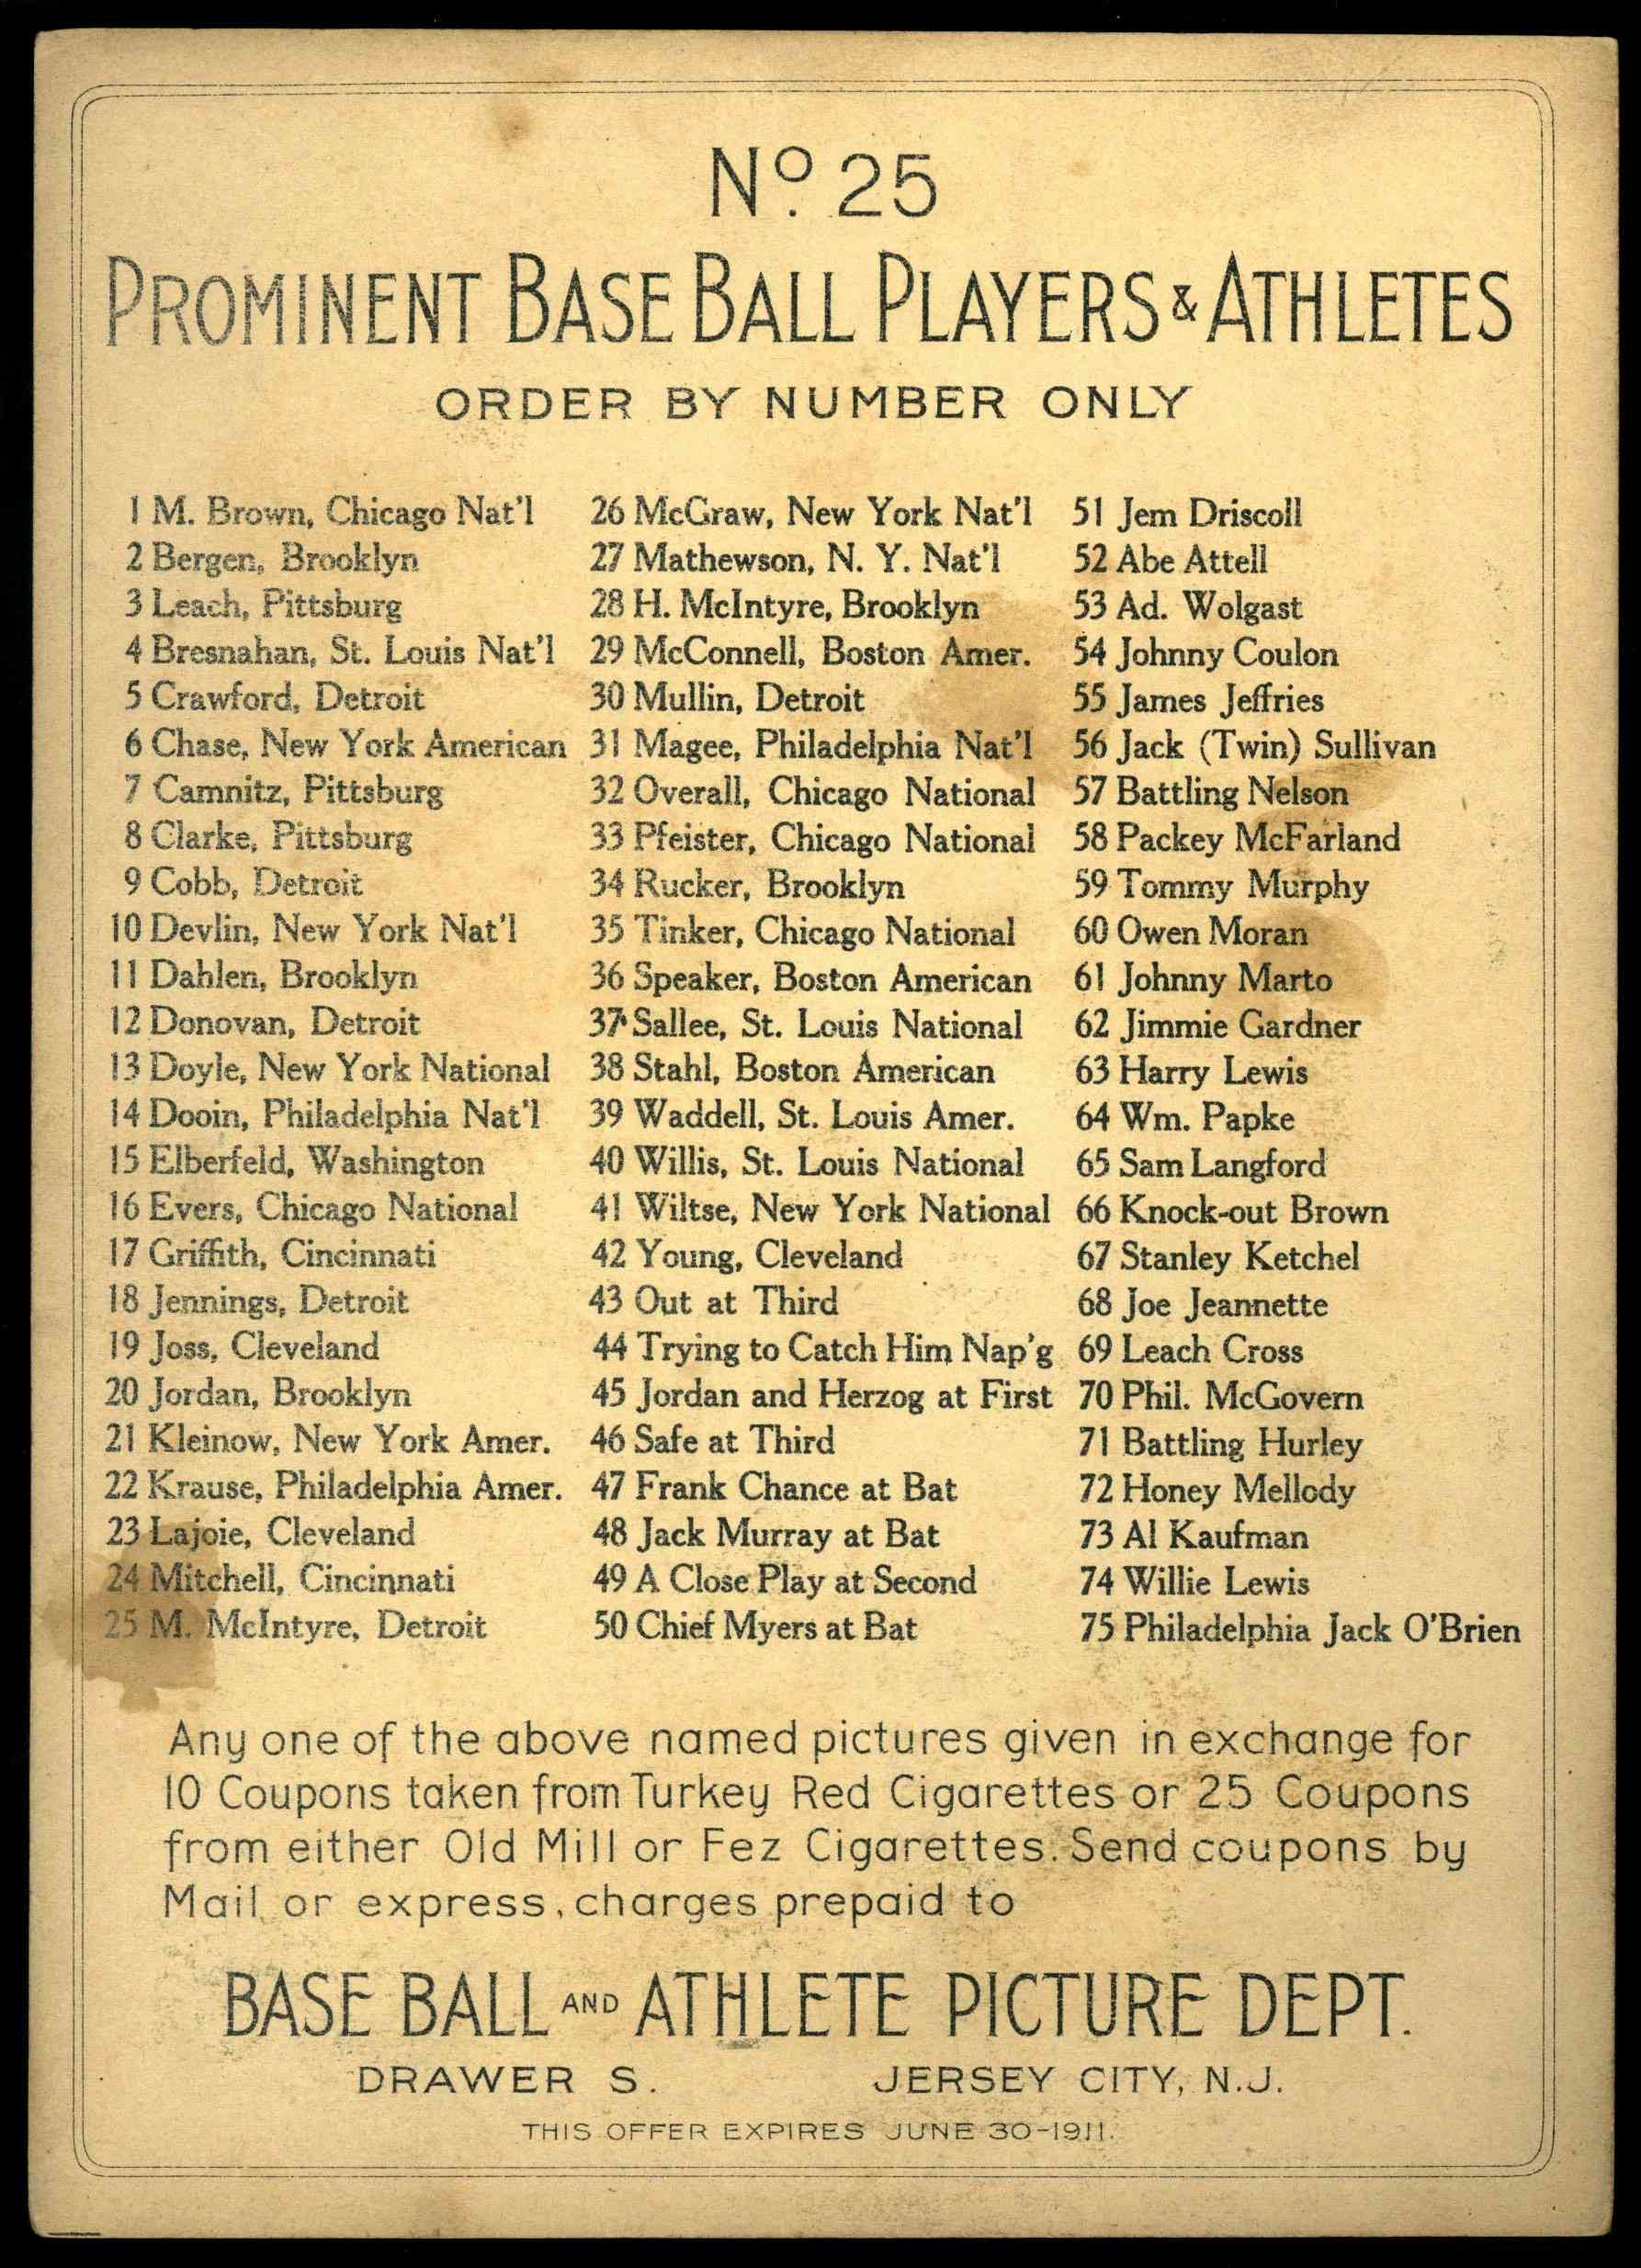 No. 25
PROMINENT BASE BALL PLAYERS & ATHLETES
ORDER BY NUMBER ONLY
1 M. Brown, Chicago Nat'l
2 Bergen, Brooklyn
3 Leach, Pittsburg
4 Bresnahan, St. Louis Nat'l
5 Crawford, Detroit
6 Chase, New York American
7 Camnitz, Pittsburg
8 Clarke, Pittsburg
9 Cobb, Detroit
10 Devlin, New York Nat'l
11 Dahlen, Brooklyn
12 Donovan, Detroit
13 Doyle, New York National
14 Dooin, Philadelphia Nat'l
15 Elberfeld, Washington
16 Evers, Chicago National
17 Griffith, Cincinnati
18 Jennings, Detroit
19 Joss, Cleveland
20 Jordan, Brooklyn
21 Kleinow, New York Amer.
22 Krause, Philadelphia Amer.
23 Lajoie, Cleveland
24 Mitchell, Cincinnati
25 M. McIntyre, Detroit
26 McGraw, New York Nat'l
27 Mathewson, N. Y. Nat'l
28 H. McIntyre, Brooklyn
29 McConnell, Boston Amer.
30 Mullin, Detroit
31 Magee, Philadelphia Nat'l
32 Overall, Chicago National
33 Pfeister, Chicago National
34 Rucker, Brooklyn
35 Tinker, Chicago National
36 Speaker, Boston American
37 Sallee, St. Louis National
38 Stahl, Boston American
39 Waddell, St. Louis Amer.
40 Willis, St. Louis National
41 Wiltse, New York National
42 Young, Cleveland
43 Out at Third
44 Trying to Catch Him Nap'g
45 Jordan and Herzog at First
46 Safe at Third
47 Frank Chance at Bat
48 Jack Murray at Bat
49 A Close Play at Second
50 Chief Myers at Bat
51 Jem Driscoll
52 Abe Attell
53 Ad. Wolgast
54 Johnny Coulon
55 James Jeffries
56 Jack (Twin) Sullivan
57 Battling Nelson
58 Packey McFarland
59 Tommy Murphy
60 Owen Moran
61 Johnny Marto
62 Jimmie Gardner
63 Harry Lewis
64 Wm. Papke
65 Sam Langford
66 Knock-out Brown
67 Stanley Ketchel
68 Joe Jeannette
69 Leach Cross
70 Phil. McGovern
71 Battling Hurley
72 Honey Mellody
73 Al Kaufman
74 Willie Lewis
75 Philadelphia Jack O'Brien
Any one of the above named pictures given in exchange for
10 Coupons taken from Turkey Red Cigarettes or 25 Coupons
from either Old Mill or Fez Cigarettes. Send coupons by
Mail or express, charges prepaid to
BASE BALL AND ATHLETE PICTURE DEPT.
DRAWER S. JERSEY CITY, N.J.
THIS OFFER EXPIRES JUNE 30-1911.